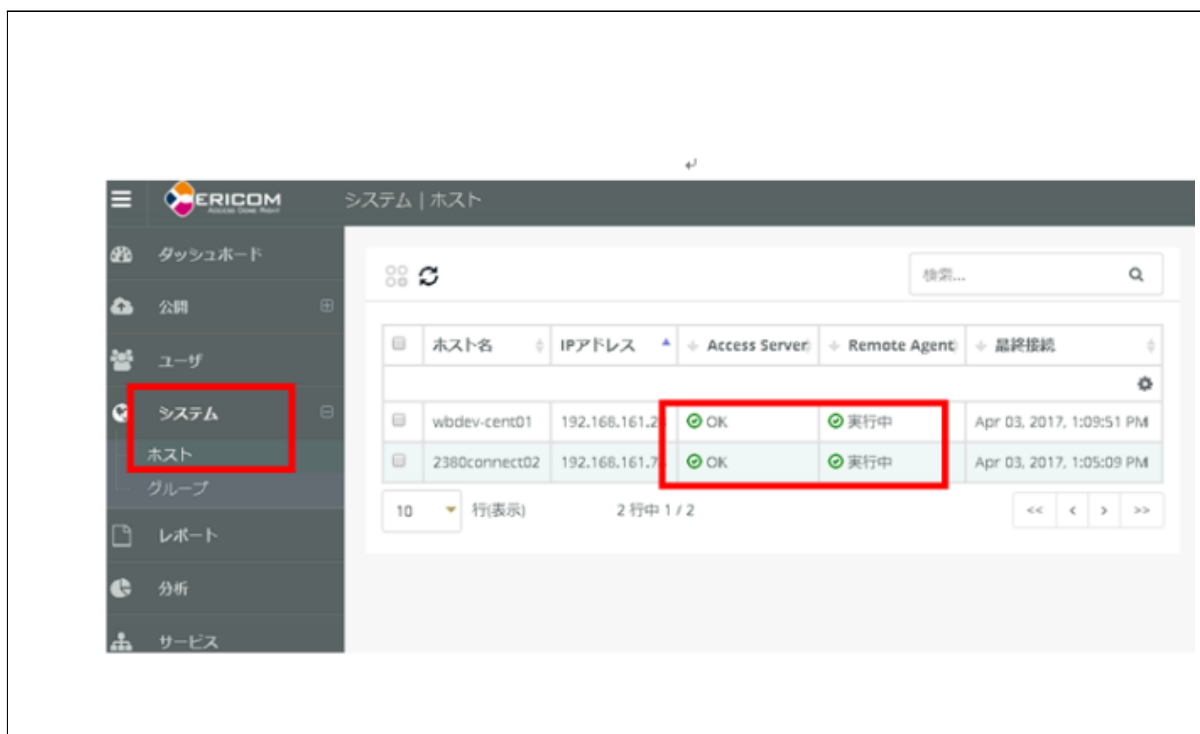 ↵
ERICOM
Access Done Right
システム | ホスト
ダッシュボード
公開
ユーザ
システム
ホスト
グループ
レポート
分析
サービス
検索...
ホスト名 IPアドレス Access Server Remote Agent 最終接続
wbdev-cent01 OK 実行中 Apr 03, 2017, 1:09:51 PM
2380connect02 OK 実行中 Apr 03, 2017, 1:05:09 PM
10 行(表示) 2 行中 1 / 2 << < > >>